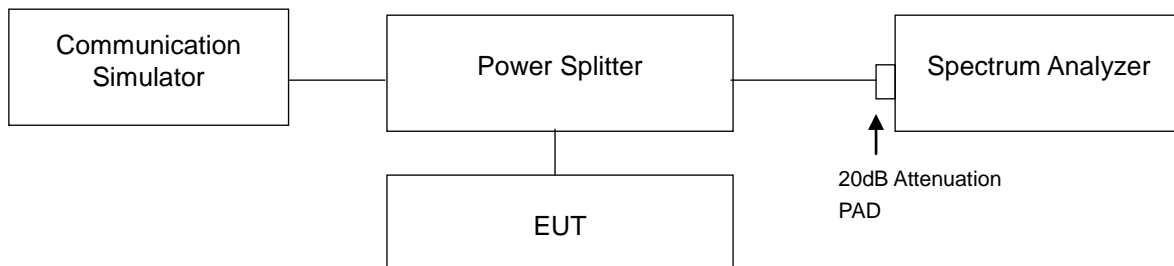 Communication
Simulator
Power Splitter
Spectrum Analyzer
20dB Attenuation
PAD
EUT